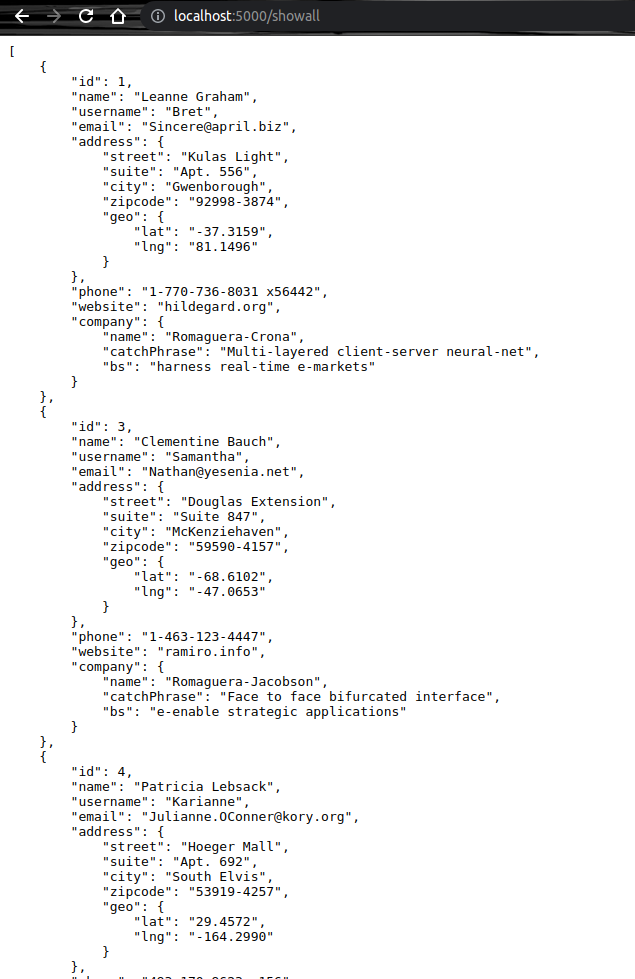 localhost:5000/showall
[
    {
        "id": 1,
        "name": "Leanne Graham",
        "username": "Bret",
        "email": "Sincere@april.biz",
        "address": {
            "street": "Kulas Light",
            "suite": "Apt. 556",
            "city": "Gwenborough",
            "zipcode": "92998-3874",
            "geo": {
                "lat": "-37.3159",
                "lng": "81.1496"
            }
        },
        "phone": "1-770-736-8031 x56442",
        "website": "hildegard.org",
        "company": {
            "name": "Romaguera-Crona",
            "catchPhrase": "Multi-layered client-server neural-net",
            "bs": "harness real-time e-markets"
        }
    },
    {
        "id": 3,
        "name": "Clementine Bauch",
        "username": "Samantha",
        "email": "Nathan@yesenia.net",
        "address": {
            "street": "Douglas Extension",
            "suite": "Suite 847",
            "city": "McKenziehaven",
            "zipcode": "59590-4157",
            "geo": {
                "lat": "-68.6102",
                "lng": "-47.0653"
            }
        },
        "phone": "1-463-123-4447",
        "website": "ramiro.info",
        "company": {
            "name": "Romaguera-Jacobson",
            "catchPhrase": "Face to face bifurcated interface",
            "bs": "e-enable strategic applications"
        }
    },
    {
        "id": 4,
        "name": "Patricia Lebsack",
        "username": "Karianne",
        "email": "Julianne.OConner@kory.org",
        "address": {
            "street": "Hoeger Mall",
            "suite": "Apt. 692",
            "city": "South Elvis",
            "zipcode": "53919-4257",
            "geo": {
                "lat": "29.4572",
                "lng": "-164.2990"
            }
        },